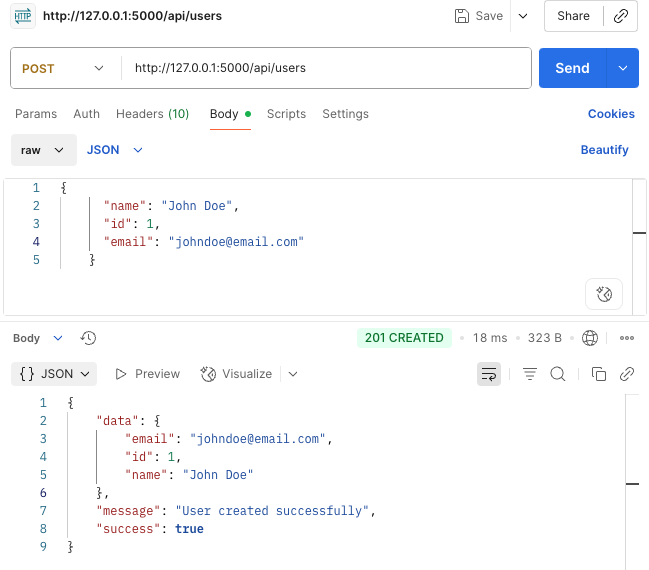 HTTP http://127.0.0.1:5000/api/users Save Share
POST http://127.0.0.1:5000/api/users Send
Params Auth Headers (10) Body Scripts Settings Cookies
raw JSON Beautify
1 {
2 "name": "John Doe",
3 "id": 1,
4 "email": "johndoe@email.com"
5 }
Body 201 CREATED 18 ms 323 B
{} JSON Preview Visualize
1 {
2 "data": {
3 "email": "johndoe@email.com",
4 "id": 1,
5 "name": "John Doe"
6 },
7 "message": "User created successfully",
8 "success": true
9 }